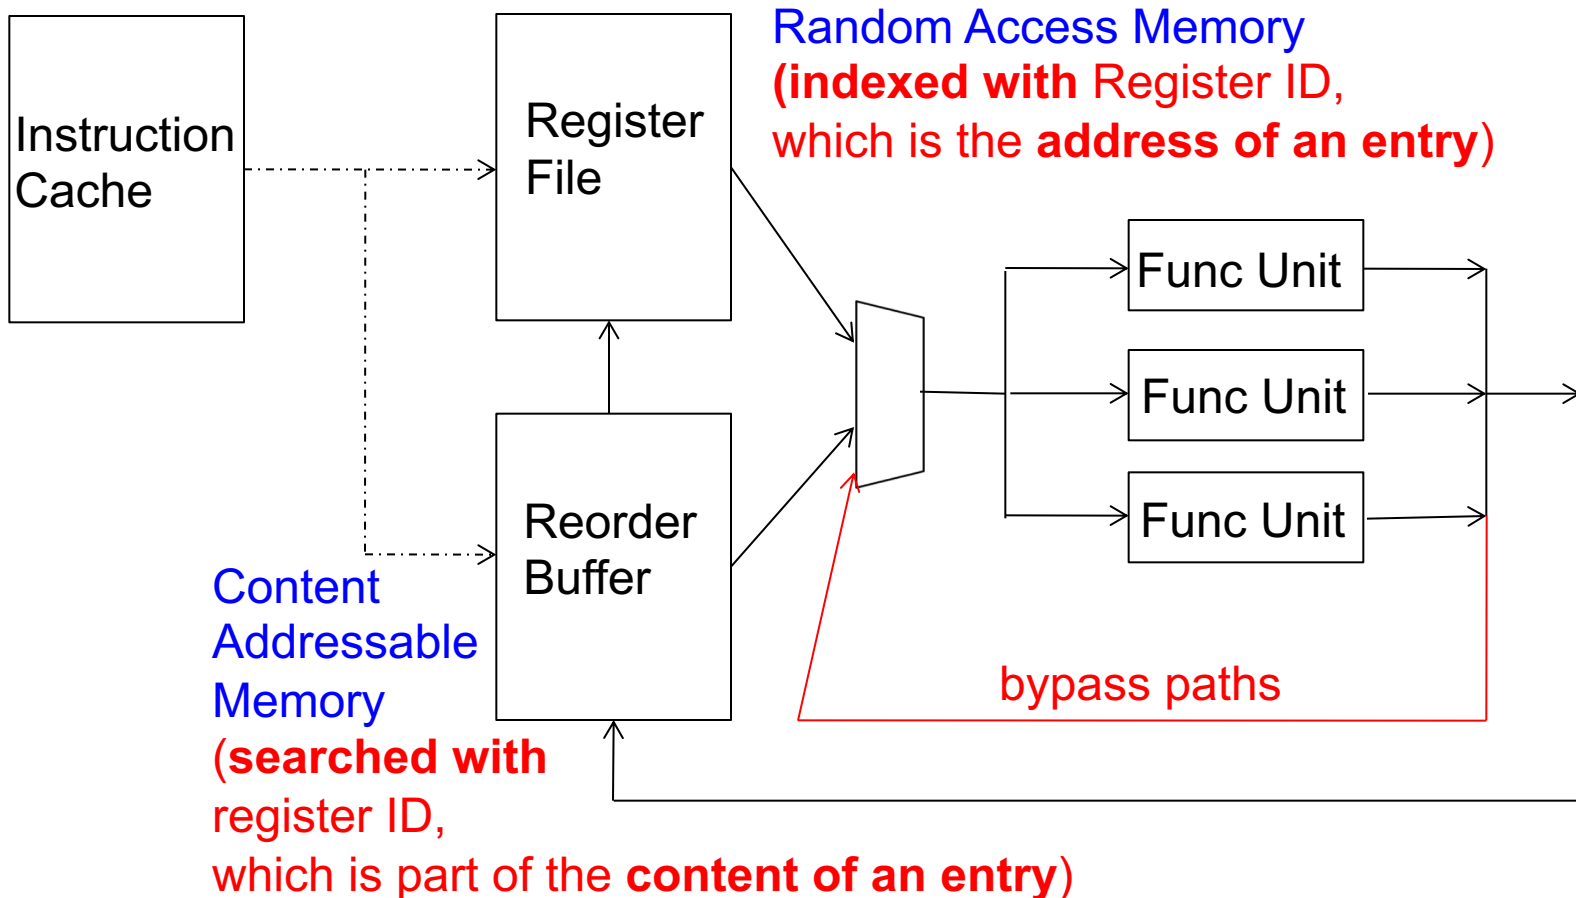 Random Access Memory
(indexed with Register ID,
which is the address of an entry)
Instruction
Cache
Register
File
Func Unit
Func Unit
Func Unit
Reorder
Buffer
Content
Addressable
Memory
(searched with
register ID,
which is part of the content of an entry)
bypass paths